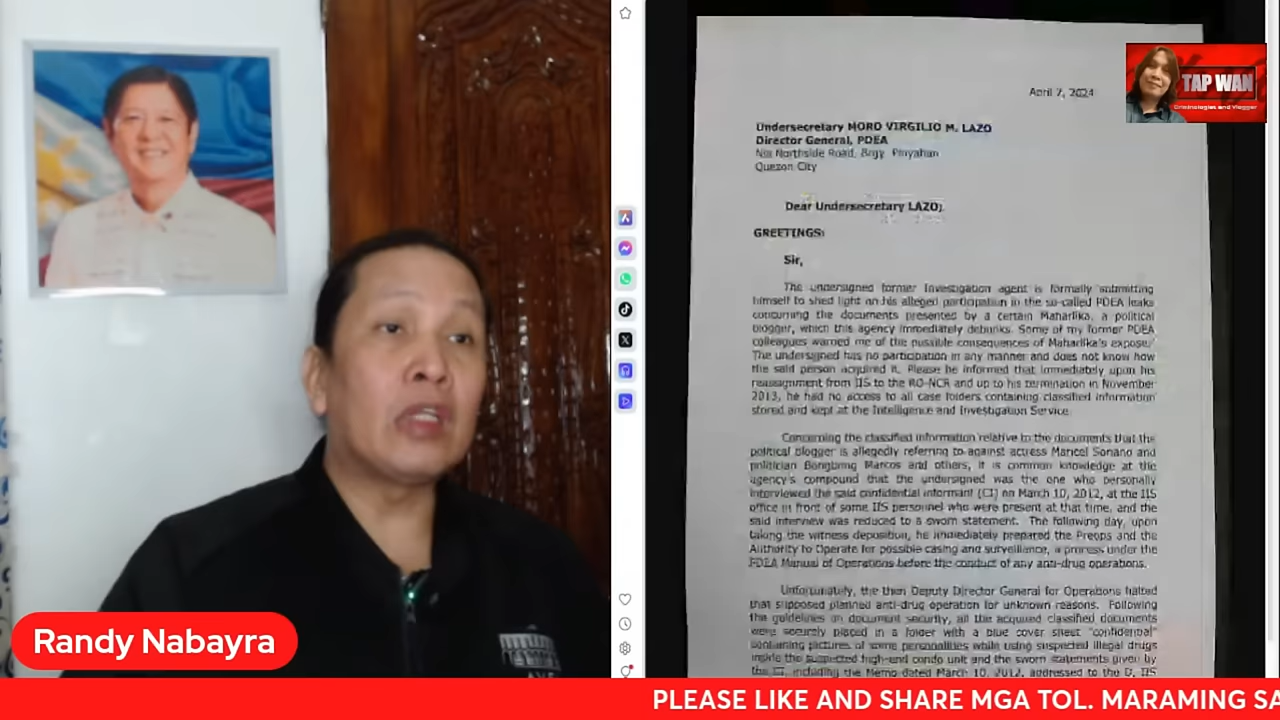 April 7, 2024
TAP WAN
Criminologist and Vlogger
Undersecretary MORO VIRGILIO M. LAZO
Director General, PDEA
Nia Northside Road, Brgy. Pinyahan
Quezon City
Dear Undersecretary LAZO;
GREETINGS:
Sir,
The undersigned former Investigation agent is formally submitting
himself to shed light on his alleged participation in the so-called PDEA leaks
concerning the documents presented by a certain Maharlika, a political
blogger, which this agency immediately debunks. Some of my former PDEA
colleagues warned me of the possible consequences of Maharlika's expose.
The undersigned has no participation in any manner and does not know how
the said person acquired it. Please be informed that immediately upon his
reassignment from IIS to the RO-NCR and up to his termination in November
2013, he had no access to all case folders containing classified information
stored and kept at the Intelligence and Investigation Service.
Concerning the classified information relative to the documents that the
political blogger is allegedly referring to against actress Maricel Soriano and
politician Bongbong Marcos and others, it is common knowledge at the
agency's compound that the undersigned was the one who personally
interviewed the said confidential informant (CI) on March 10, 2012, at the IIS
office in front of some IIS personnel who were present at that time, and the
said interview was reduced to a sworn statement. The following day, upon
taking the witness deposition, he immediately prepared the Preops and the
Authority to Operate for possible casing and surveillance, a process under the
PDEA Manual of Operations before the conduct of any anti-drug operations.
Unfortunately, the then Deputy Director General for Operations halted
that supposed planned anti-drug operation for unknown reasons. Following
the guidelines on document security, all the acquired classified documents
were securely placed in a folder with a blue cover sheet "confidential"
containing pictures of some personalities while using suspected illegal drugs
inside the suspected high-end condo unit and the sworn statements given by
the CI, including the Memo dated March 10, 2012, addressed to the D, IIS
Randy Nabayra
PLEASE LIKE AND SHARE MGA TOL. MARAMING SA